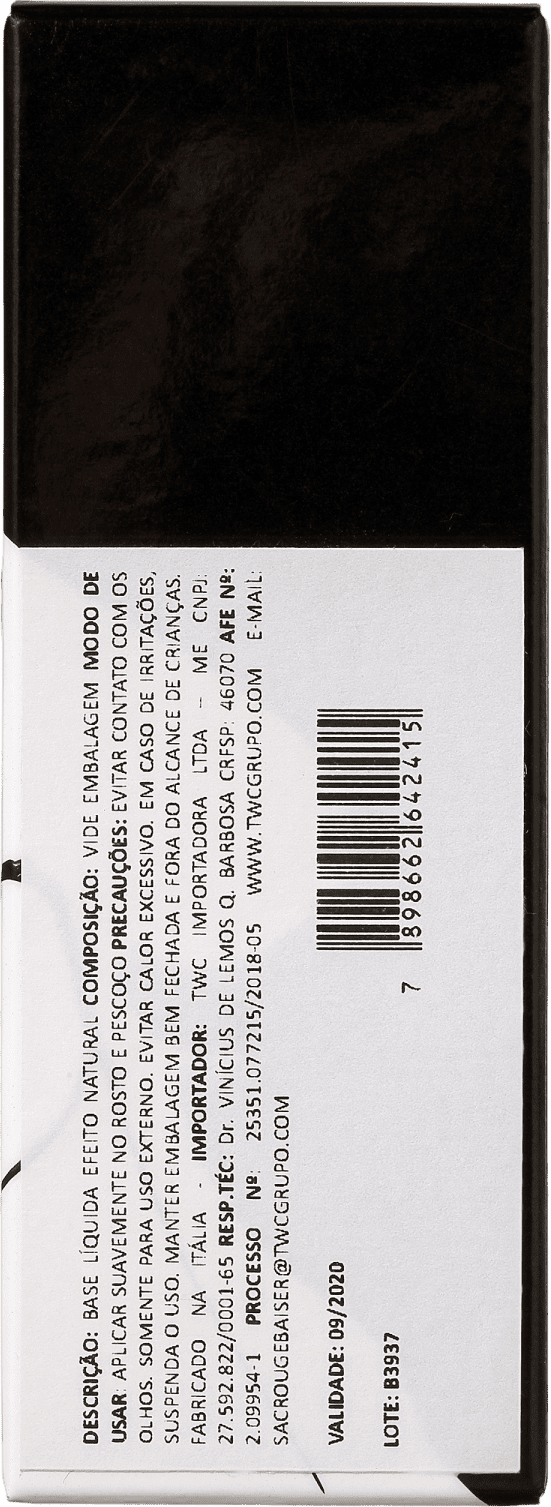 DESCRIÇÃO: BASE LÍQUIDA EFEITO NATURAL COMPOSIÇÃO: VIDE EMBALAGEM MODO DE
USAR: APLICAR SUAVEMENTE NO ROSTO E PESCOÇO PRECAUÇÕES: EVITAR CONTATO COM OS
OLHOS. SOMENTE PARA USO EXTERNO. EVITAR CALOR EXCESSIVO. EM CASO DE IRRITAÇÕES,
SUSPENDA O USO. MANTER EMBALAGEM BEM FECHADA E FORA DO ALCANCE DE CRIANÇAS.
FABRICADO NA ITÁLIA - IMPORTADOR: TWC IMPORTADORA LTDA – ME CNPJ:
27.592.822/0001-65 RESP.TÉC: Dr. VINÍCIUS DE LEMOS Q. BARBOSA CRFSP: 46070 AFE Nº:
2.09954-1 PROCESSO Nº: 25351.077215/2018-05 WWW.TWCGRUPO.COM E-MAIL:
SACROUGEBAISER@TWCGRUPO.COM
VALIDADE: 09/2020
LOTE: B3937
7 898662 642415